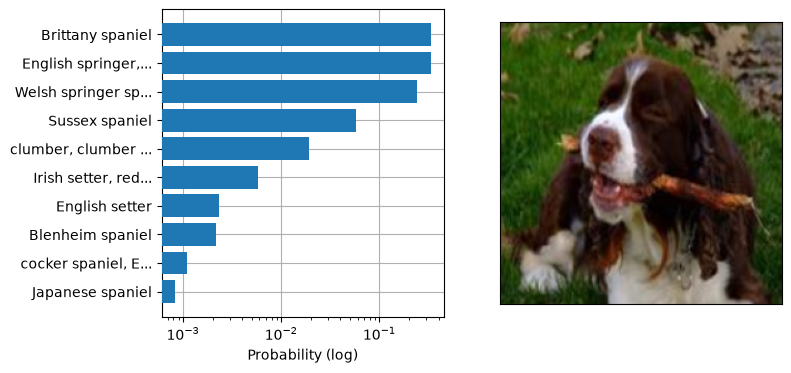 Brittany spaniel
English springer,...
Welsh springer sp...
Sussex spaniel
clumber, clumber ...
Irish setter, red...
English setter
Blenheim spaniel
cocker spaniel, E...
Japanese spaniel
10⁻³ 10⁻² 10⁻¹
Probability (log)